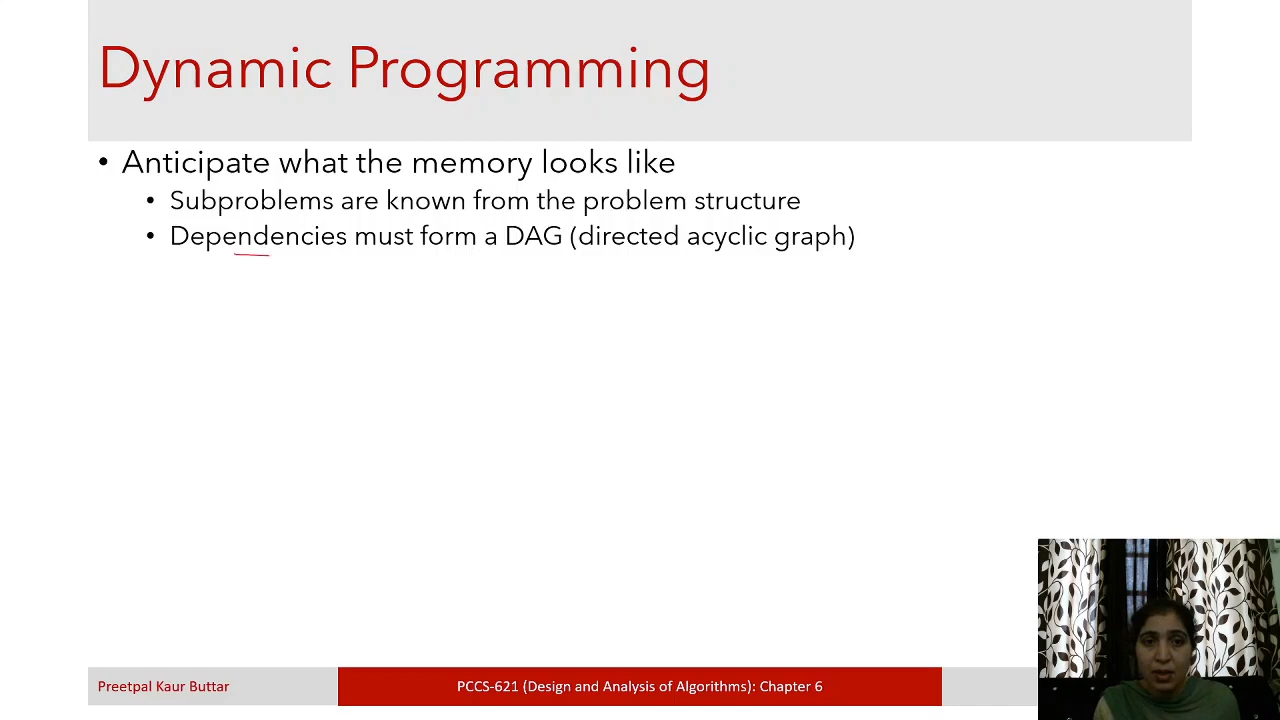 Dynamic Programming
• Anticipate what the memory looks like
• Subproblems are known from the problem structure
• Dependencies must form a DAG (directed acyclic graph)
Preetpal Kaur Buttar
PCCS-621 (Design and Analysis of Algorithms): Chapter 6